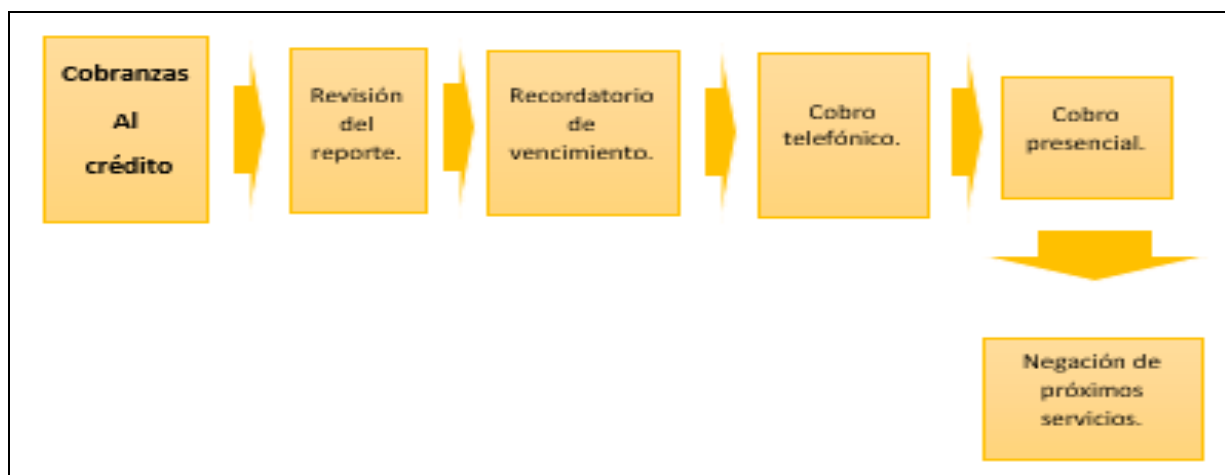 Cobranzas
Al
crédito
Revisión
del
reporte.
Recordatorio
de
vencimiento.
Cobro
telefónico.
Cobro
presencial.
Negación de
próximos
servicios.